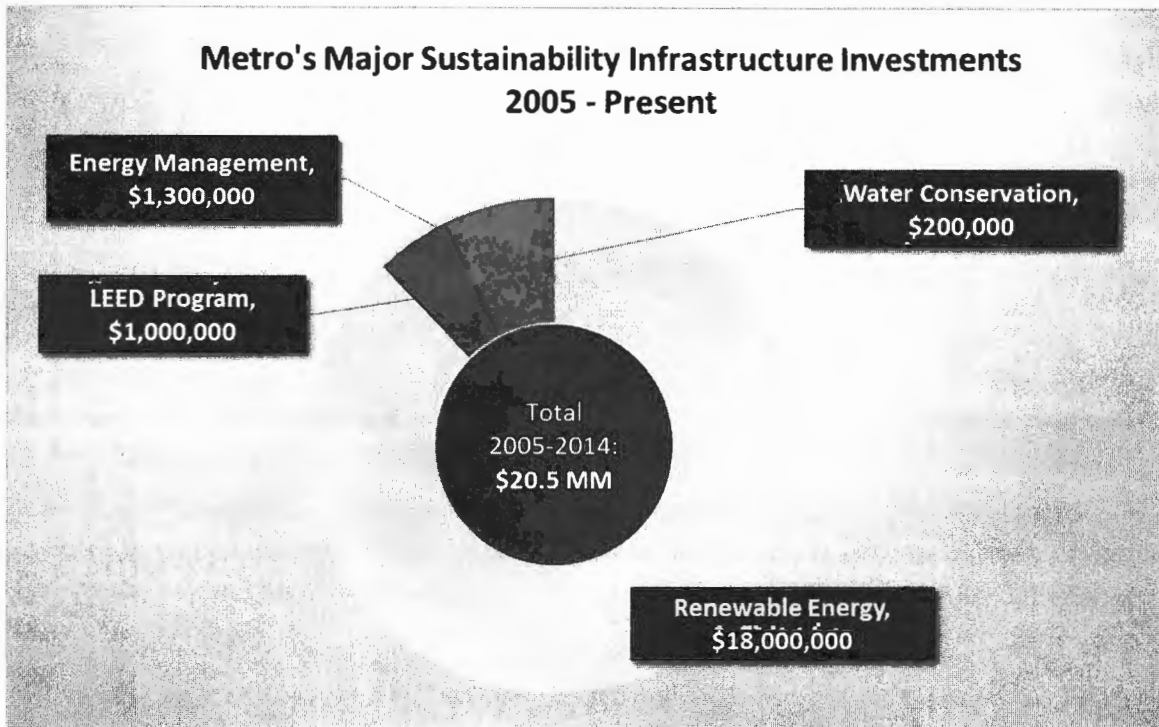 Metro's Major Sustainability Infrastructure Investments
2005 - Present
Energy Management,
$1,300,000
Water Conservation,
$200,000
LEED Program,
$1,000,000
Total
2005-2014:
$20.5 MM
Renewable Energy,
$18,000,000